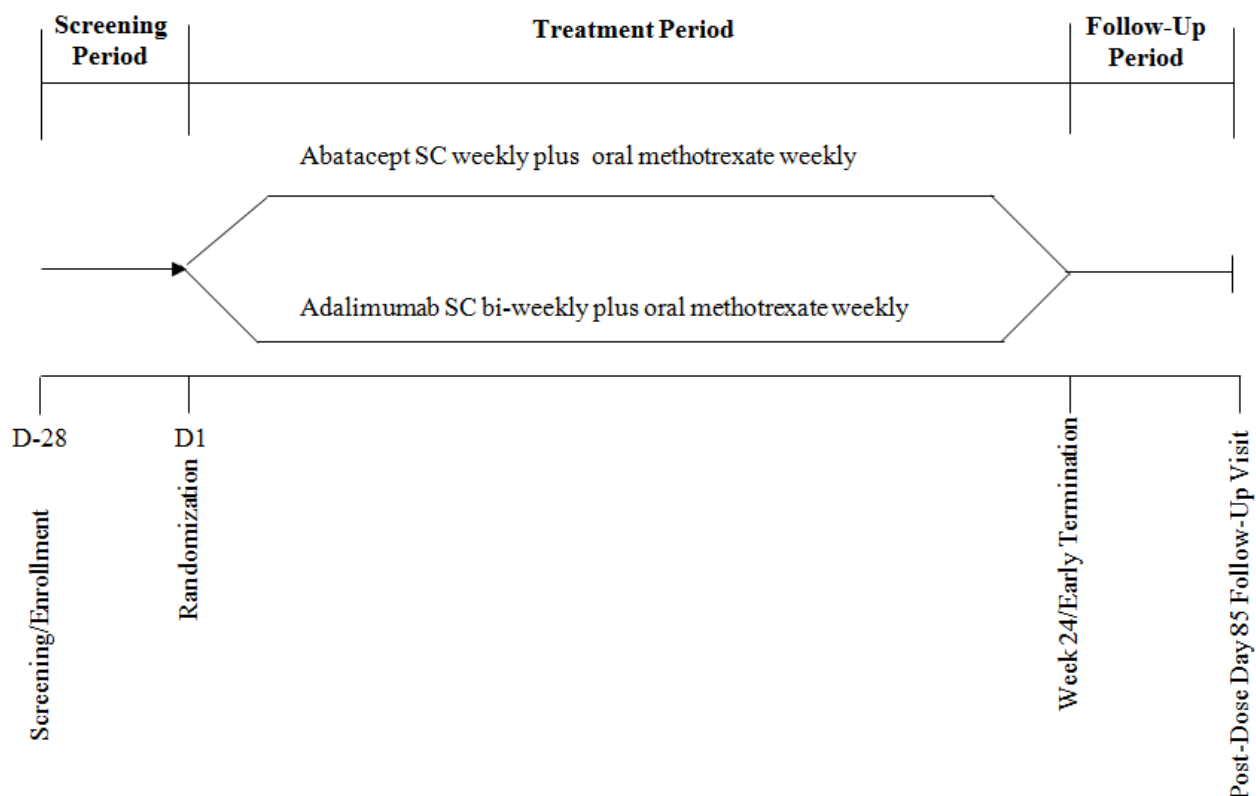 Screening
Period
Treatment Period
Follow-Up
Period
Abatacept SC weekly plus oral methotrexate weekly
Adalimumab SC bi-weekly plus oral methotrexate weekly
D-28
D1
Screening/Enrollment
Randomization
Week 24/Early Termination
Post-Dose Day 85 Follow-Up Visit